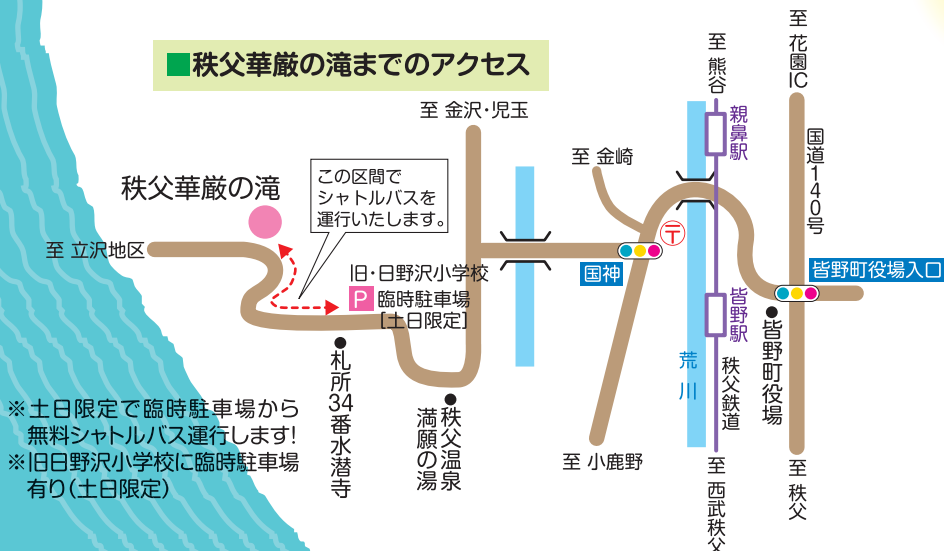 ■秩父華厳の滝までのアクセス
至 花園IC
至 熊谷
親鼻駅
国道140号
至 金沢・児玉
至 金崎
この区間で
シャトルバスを
運行いたします。
秩父華厳の滝
至 立沢地区
〒
国神
皆野町役場入口
旧・日野沢小学校
P 臨時駐車場
[土日限定]
皆野駅
荒川
秩父鉄道
皆野町役場
札所34番水潜寺
秩父温泉
満願の湯
至 小鹿野
至 西武秩父
至 秩父
※土日限定で臨時駐車場から
無料シャトルバス運行します!
※旧日野沢小学校に臨時駐車場
有り(土日限定)